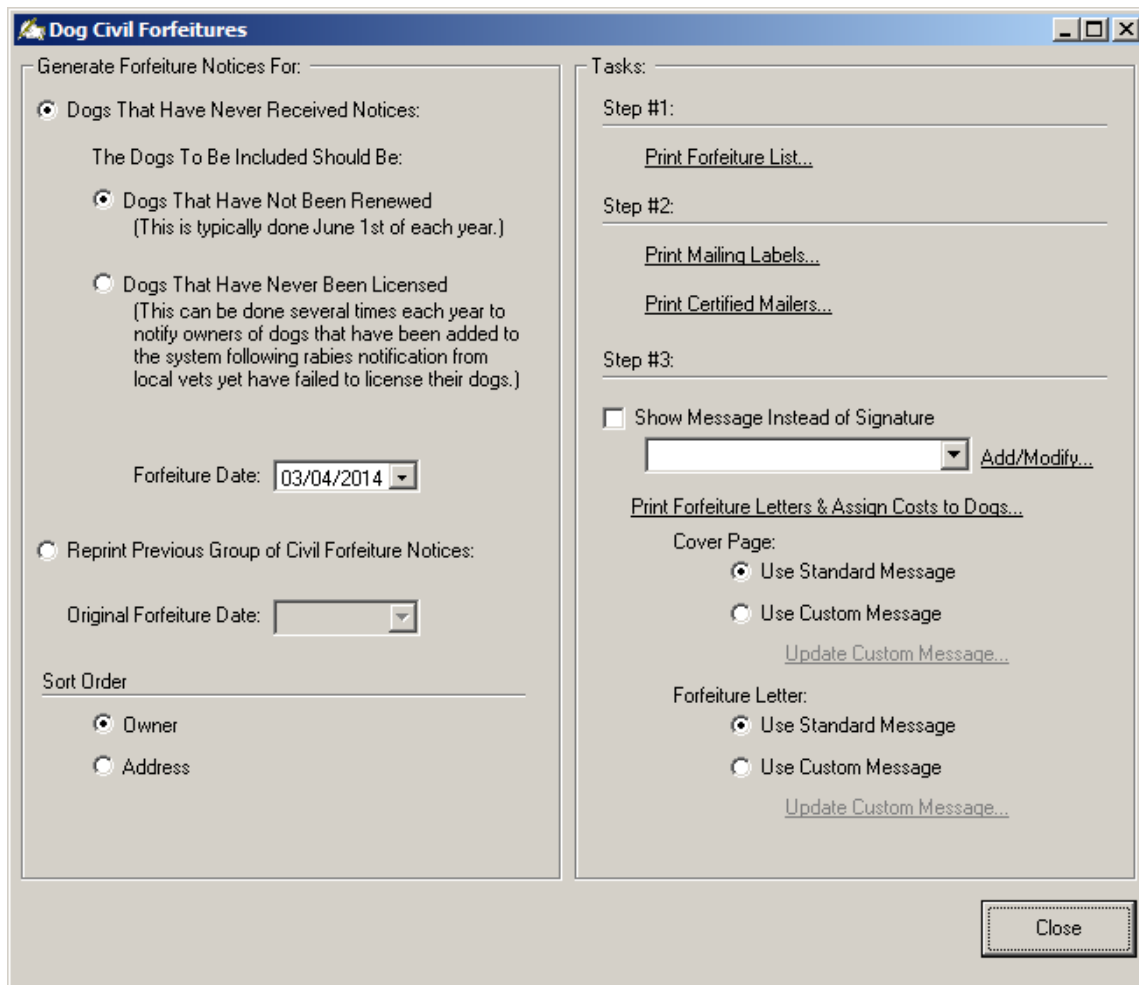 Dog Civil Forfeitures
Generate Forfeiture Notices For:
Dogs That Have Never Received Notices:
The Dogs To Be Included Should Be:
Dogs That Have Not Been Renewed
(This is typically done June 1st of each year.)
Dogs That Have Never Been Licensed
(This can be done several times each year to
notify owners of dogs that have been added to
the system following rabies notification from
local vets yet have failed to license their dogs.)
Forfeiture Date: 03/04/2014
Reprint Previous Group of Civil Forfeiture Notices:
Original Forfeiture Date:
Sort Order
Owner
Address
Tasks:
Step #1:
Print Forfeiture List...
Step #2:
Print Mailing Labels...
Print Certified Mailers...
Step #3:
Show Message Instead of Signature
Add/Modify...
Print Forfeiture Letters & Assign Costs to Dogs...
Cover Page:
Use Standard Message
Use Custom Message
Update Custom Message...
Forfeiture Letter:
Use Standard Message
Use Custom Message
Update Custom Message...
Close